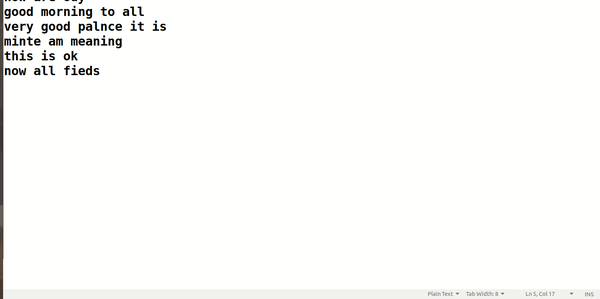 good morning to all
very good palnce it is
minte am meaning
this is ok
now all fieds
Plain Text Tab Width: 8 Ln 5, Col 17 INS